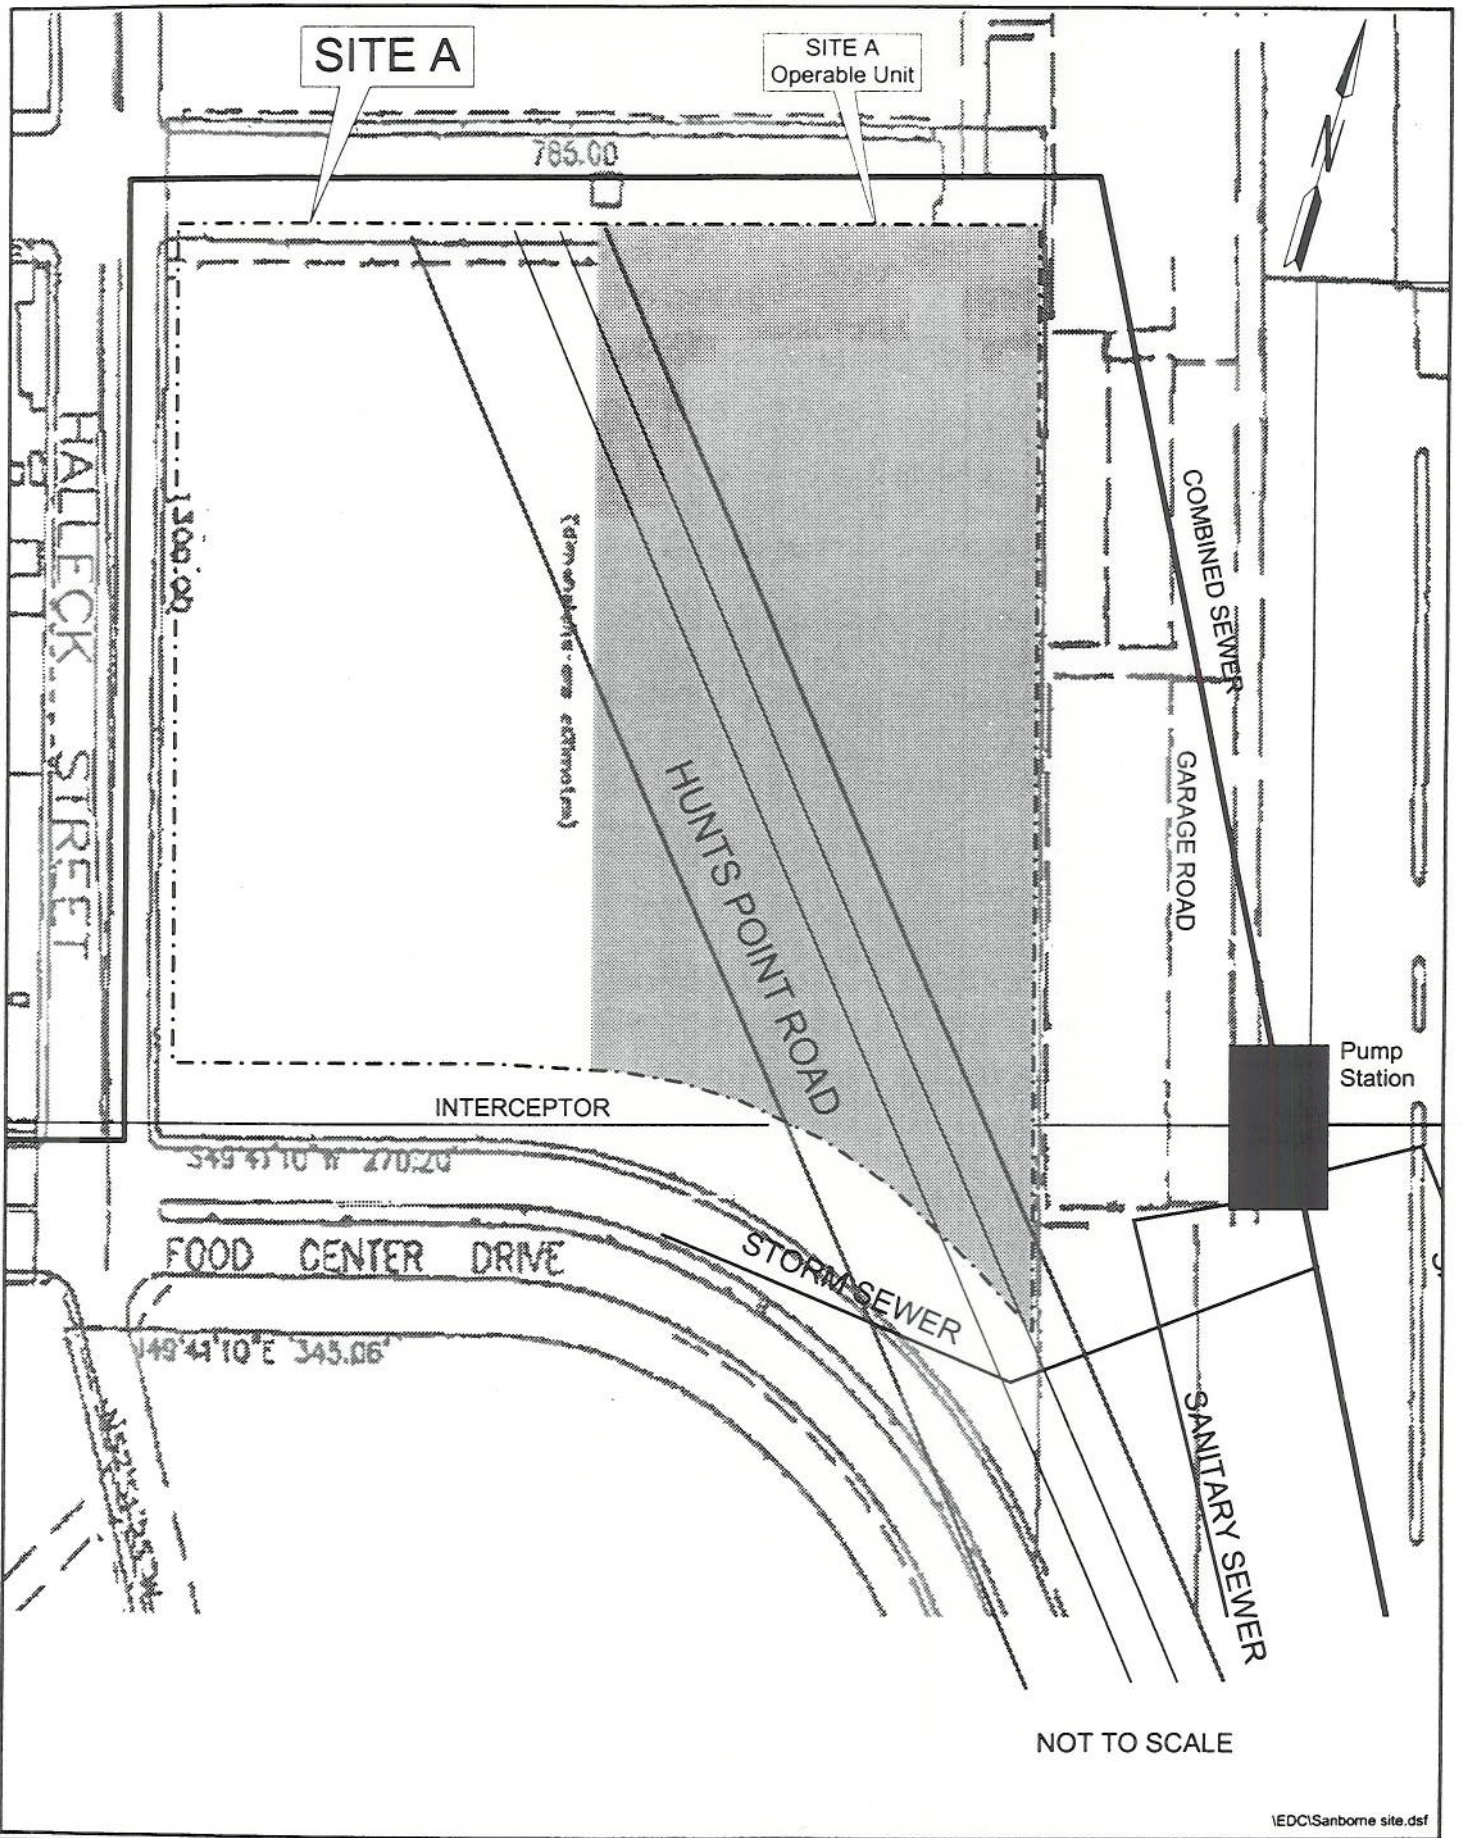 SITE A
SITE A
Operable Unit
785.00
N
HALLECK STREET
COMBINED SEWER
HUNTS POINT ROAD
GARAGE ROAD
Pump
Station
INTERCEPTOR
FOOD CENTER DRIVE
STORM SEWER
SANITARY SEWER
NOT TO SCALE
\EDC\Sanborne site.dsf